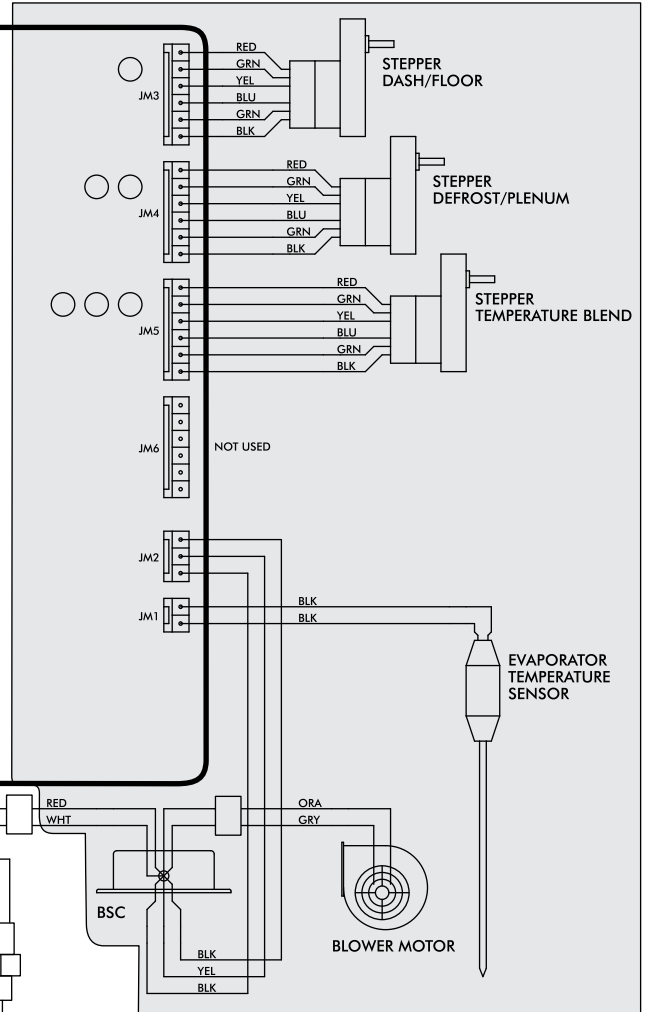 RED
GRN
YEL
JM3
BLU
GRN
BLK
STEPPER
DASH/FLOOR
RED
GRN
YEL
JM4
BLU
GRN
BLK
STEPPER
DEFROST/PLENUM
RED
GRN
YEL
JM5
BLU
GRN
BLK
STEPPER
TEMPERATURE BLEND
JM6
NOT USED
JM2
JM1
BLK
BLK
EVAPORATOR
TEMPERATURE
SENSOR
RED
WHT
ORA
GRY
BSC
BLOWER MOTOR
BLK
YEL
BLK